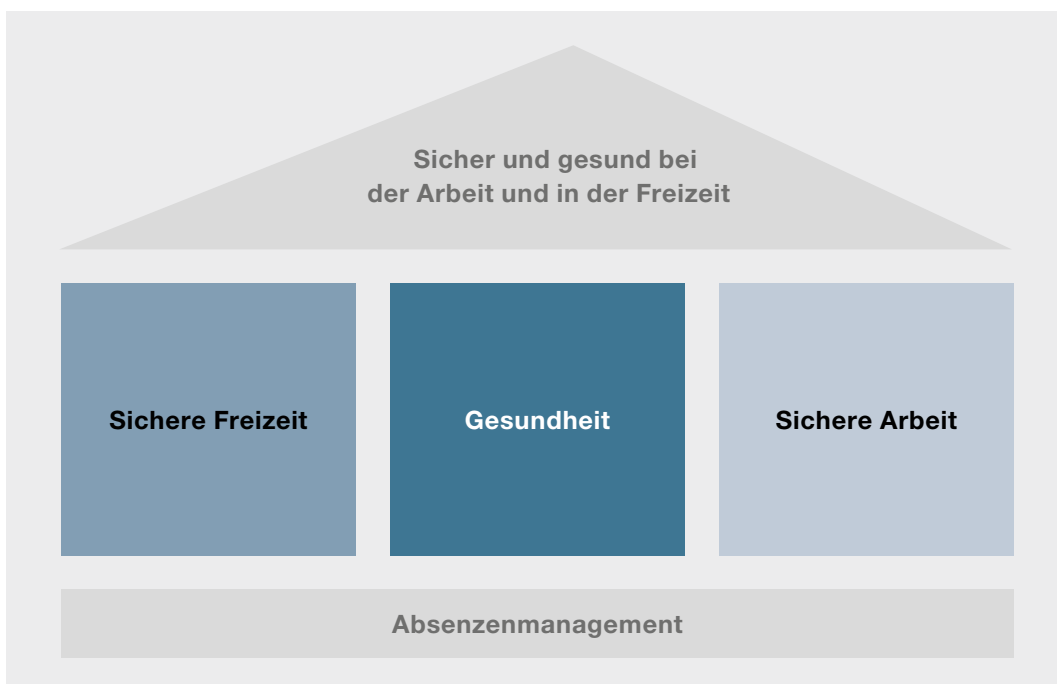 Sicher und gesund bei
der Arbeit und in der Freizeit
Sichere Freizeit
Gesundheit
Sichere Arbeit
Absenzenmanagement